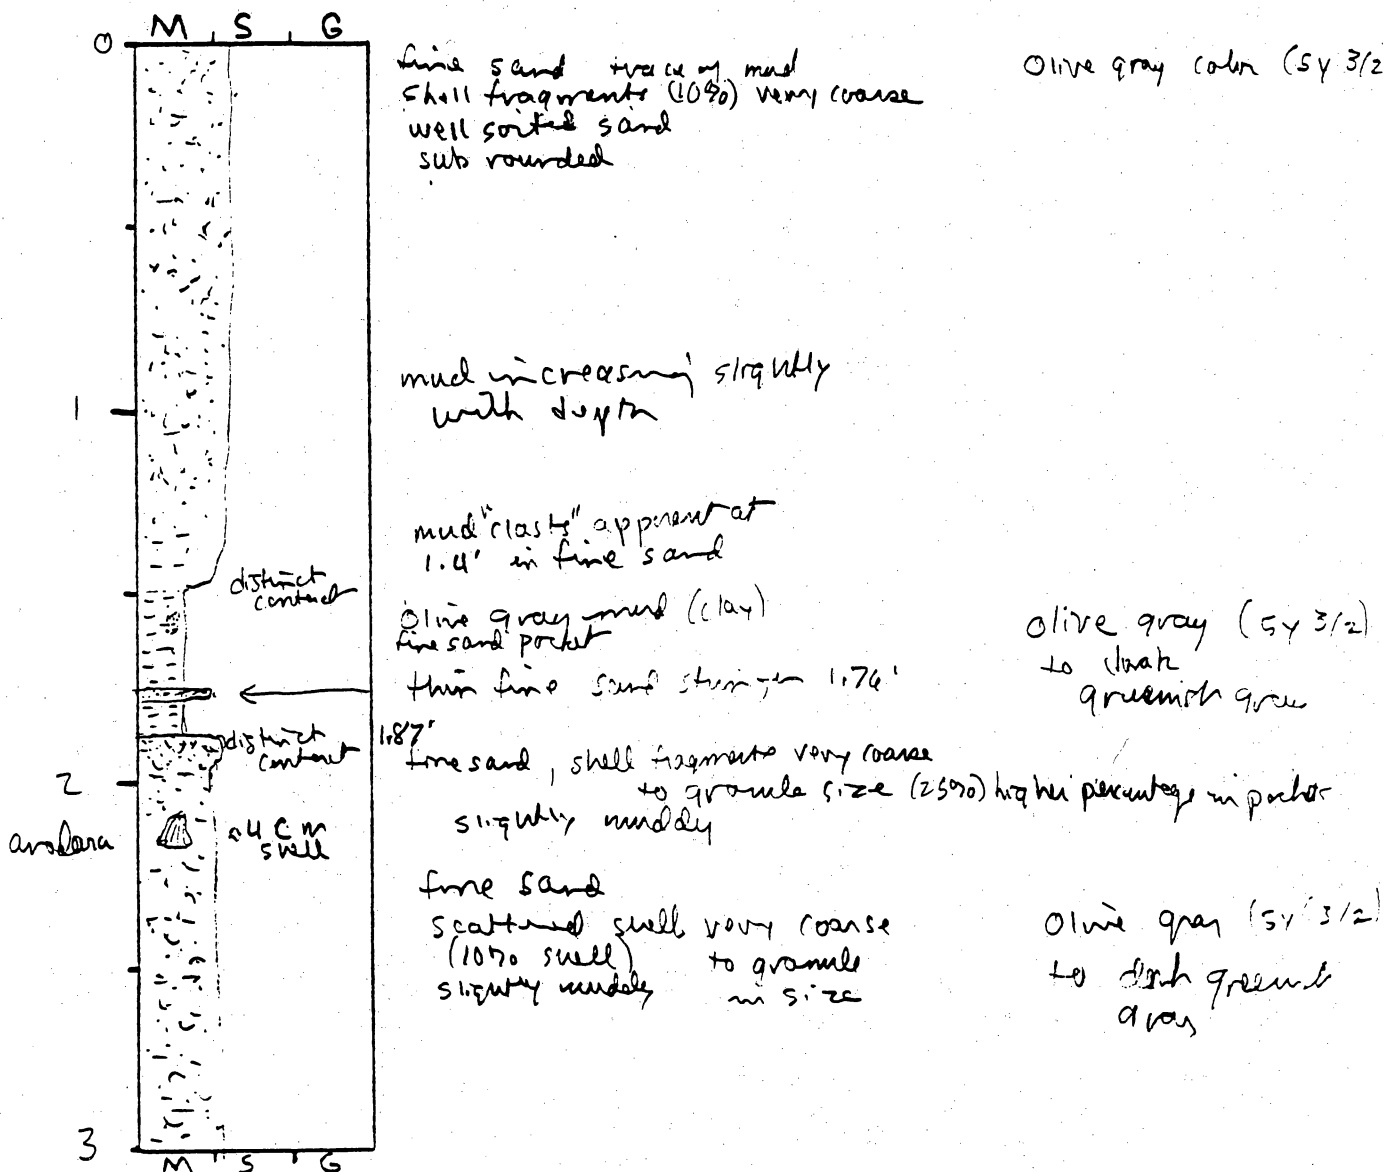 M S G
0
fine sand trace of mud
shell fragments (10%) very coarse
well sorted sand
sub rounded
Olive gray color (5Y 3/2
mud increasing slightly
with depth
1
mud "clasts" apparent at
1.4' in fine sand
distinct
contact
olive gray mud (clay)
fine sand pocket
olive gray (5Y 3/2)
to dark
greenish gray
thin fine sand stringer 1.76'
distinct
contact
1.87'
fine sand, shell fragments very coarse
to granule size (25%) higher percentage in pocket
slightly muddy
2
4 cm
shell
fine sand
scattered shell very coarse
(10% shell) to granule
slightly muddy in size
olive gray (5Y 3/2)
to dark greenish
gray
3
M S G